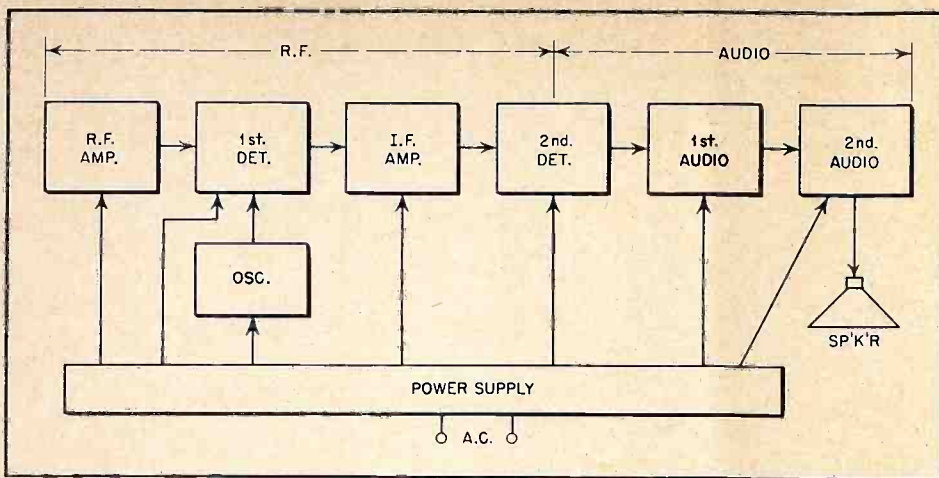 R.F.
AUDIO
R.F.
AMP.
1st.
DET.
I.F.
AMP.
2nd.
DET.
1st.
AUDIO
2nd.
AUDIO
OSC.
SP'K'R
POWER SUPPLY
A.C.